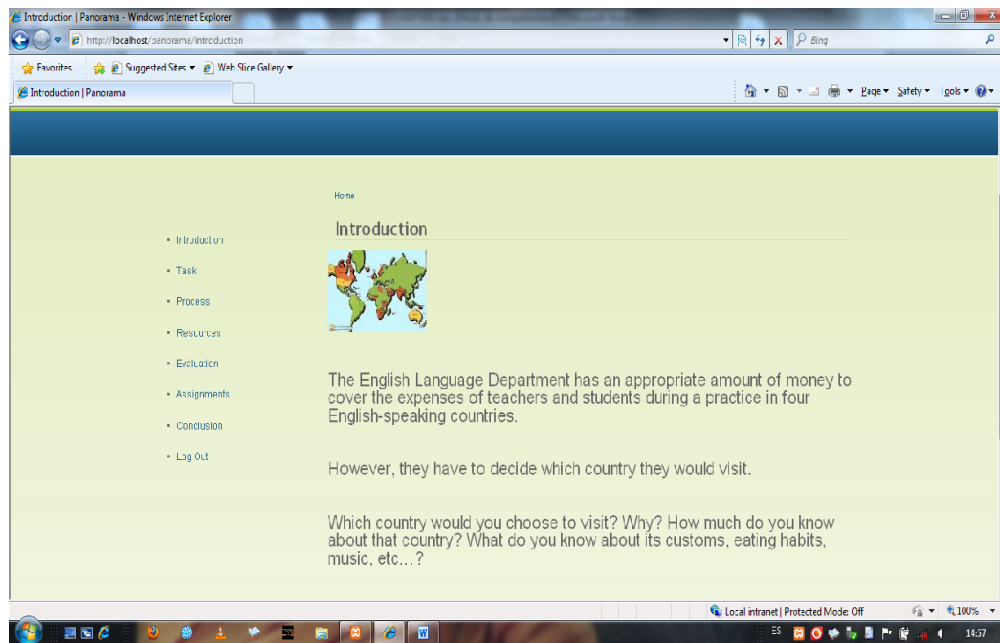 Introduction | Panorama - Windows Internet Explorer
http://localhost/panorama/introduction
Bing
Favorites Suggested Sites Web Slice Gallery
Introduction | Panorama
Page Safety Tools
Home
Introduction
Introduction
Task
Process
Resources
Evaluation
Assignments
Conclusion
Log Out
The English Language Department has an appropriate amount of money to
cover the expenses of teachers and students during a practice in four
English-speaking countries.
However, they have to decide which country they would visit.
Which country would you choose to visit? Why? How much do you know
about that country? What do you know about its customs, eating habits,
music, etc...?
Local intranet | Protected Mode: Off
100%
ES
14:57